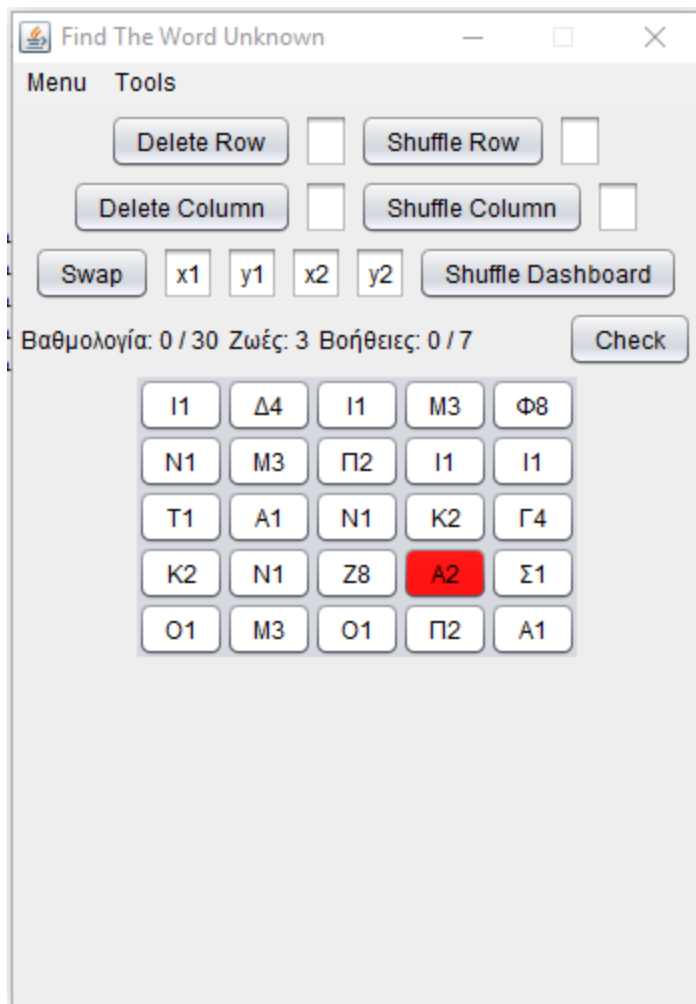 Find The Word Unknown
Menu Tools
Delete Row Shuffle Row
Delete Column Shuffle Column
Swap x1 y1 x2 y2 Shuffle Dashboard
Βαθμολογία: 0 / 30 Ζωές: 3 Βοήθειες: 0 / 7 Check
Ι1 Δ4 Ι1 Μ3 Φ8
Ν1 Μ3 Π2 Ι1 Ι1
Τ1 Α1 Ν1 Κ2 Γ4
Κ2 Ν1 Ζ8 Α2 Σ1
Ο1 Μ3 Ο1 Π2 Α1